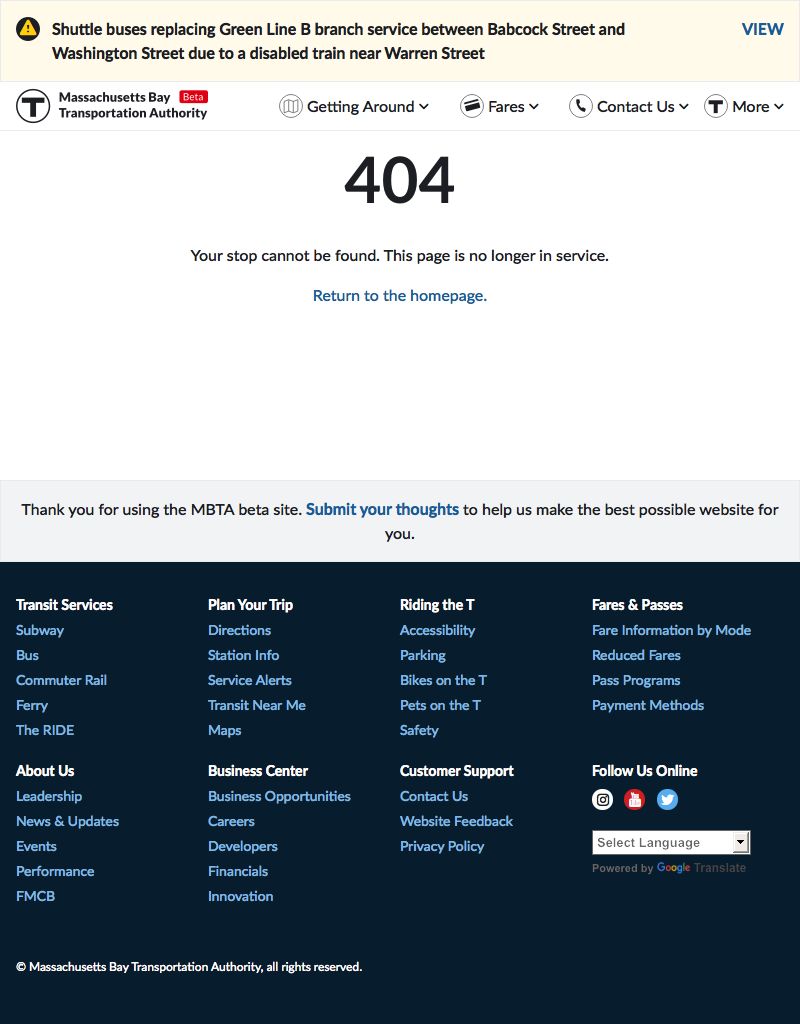 Shuttle buses replacing Green Line B branch service between Babcock Street and
Washington Street due to a disabled train near Warren Street
VIEW
Massachusetts Bay Beta
Transportation Authority
Getting Around
Fares
Contact Us
More
404
Your stop cannot be found. This page is no longer in service.
Return to the homepage.
Thank you for using the MBTA beta site. Submit your thoughts to help us make the best possible website for
you.
Transit Services
Subway
Bus
Commuter Rail
Ferry
The RIDE
Plan Your Trip
Directions
Station Info
Service Alerts
Transit Near Me
Maps
Riding the T
Accessibility
Parking
Bikes on the T
Pets on the T
Safety
Fares & Passes
Fare Information by Mode
Reduced Fares
Pass Programs
Payment Methods
About Us
Leadership
News & Updates
Events
Performance
FMCB
Business Center
Business Opportunities
Careers
Developers
Financials
Innovation
Customer Support
Contact Us
Website Feedback
Privacy Policy
Follow Us Online
Select Language
Powered by Google Translate
© Massachusetts Bay Transportation Authority, all rights reserved.